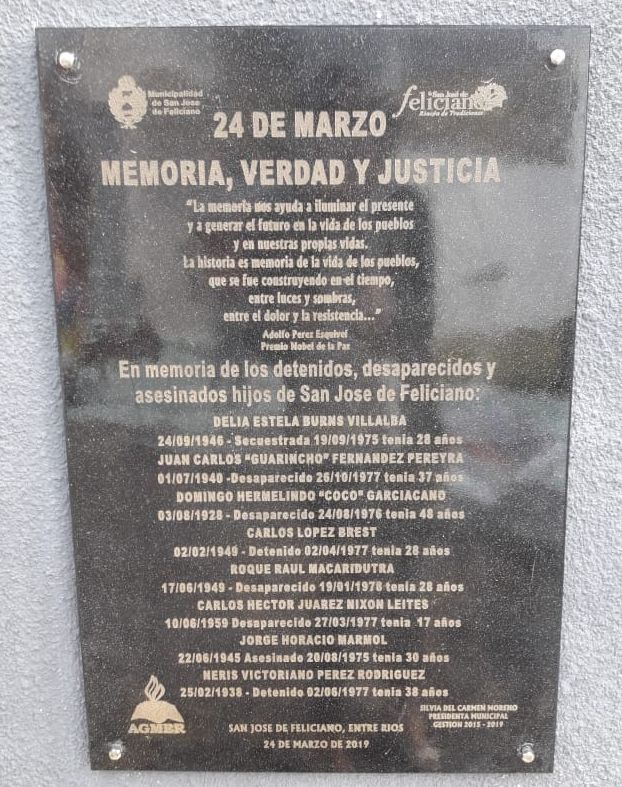 Municipalidad
de San Jose
de Feliciano
San José de
feliciano
Rincón de Tradiciones
24 DE MARZO
MEMORIA, VERDAD Y JUSTICIA
"La memoria nos ayuda a iluminar el presente
y a generar el futuro en la vida de los pueblos
y en nuestras propias vidas.
La historia es memoria de la vida de los pueblos,
que se fue construyendo en el tiempo,
entre luces y sombras,
entre el dolor y la resistencia..."
Adolfo Perez Esquivel
Premio Nobel de la Paz
En memoria de los detenidos, desaparecidos y
asesinados hijos de San Jose de Feliciano:
DELIA ESTELA BURNS VILLALBA
24/09/1946 - Secuestrada 19/09/1975 tenia 28 años
JUAN CARLOS "GUARINCHO" FERNANDEZ PEREYRA
01/07/1940 -Desaparecido 26/10/1977 tenia 37 años
DOMINGO HERMELINDO "COCO" GARCIACANO
03/08/1928 - Desaparecido 24/08/1976 tenia 48 años
CARLOS LOPEZ BREST
02/02/1949 - Detenido 02/04/1977 tenia 28 años
ROQUE RAUL MACARIDUTRA
17/06/1949 - Desaparecido 19/01/1978 tenia 28 años
CARLOS HECTOR JUAREZ NIXON LEITES
10/06/1959 Desaparecido 27/03/1977 tenia 17 años
JORGE HORACIO MARMOL
22/06/1945 Asesinado 20/08/1975 tenia 30 años
NERIS VICTORIANO PEREZ RODRIGUEZ
25/02/1938 - Detenido 02/06/1977 tenia 38 años
AGMER
SAN JOSE DE FELICIANO, ENTRE RIOS
24 DE MARZO DE 2019
SILVIA DEL CARMEN MORENO
PRESIDENTA MUNICIPAL
GESTION 2015 - 2019